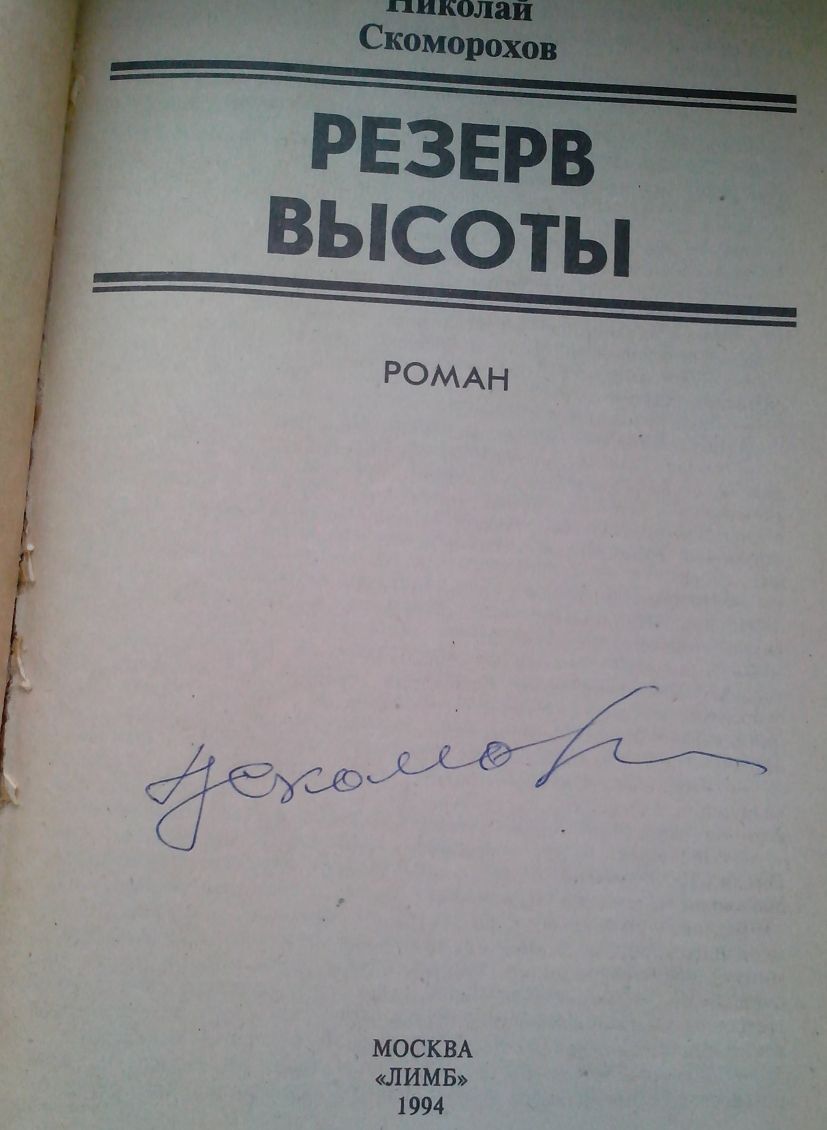 Николай
Скоморохов
РЕЗЕРВ
ВЫСОТЫ
РОМАН
МОСКВА
«ЛИМБ»
1994